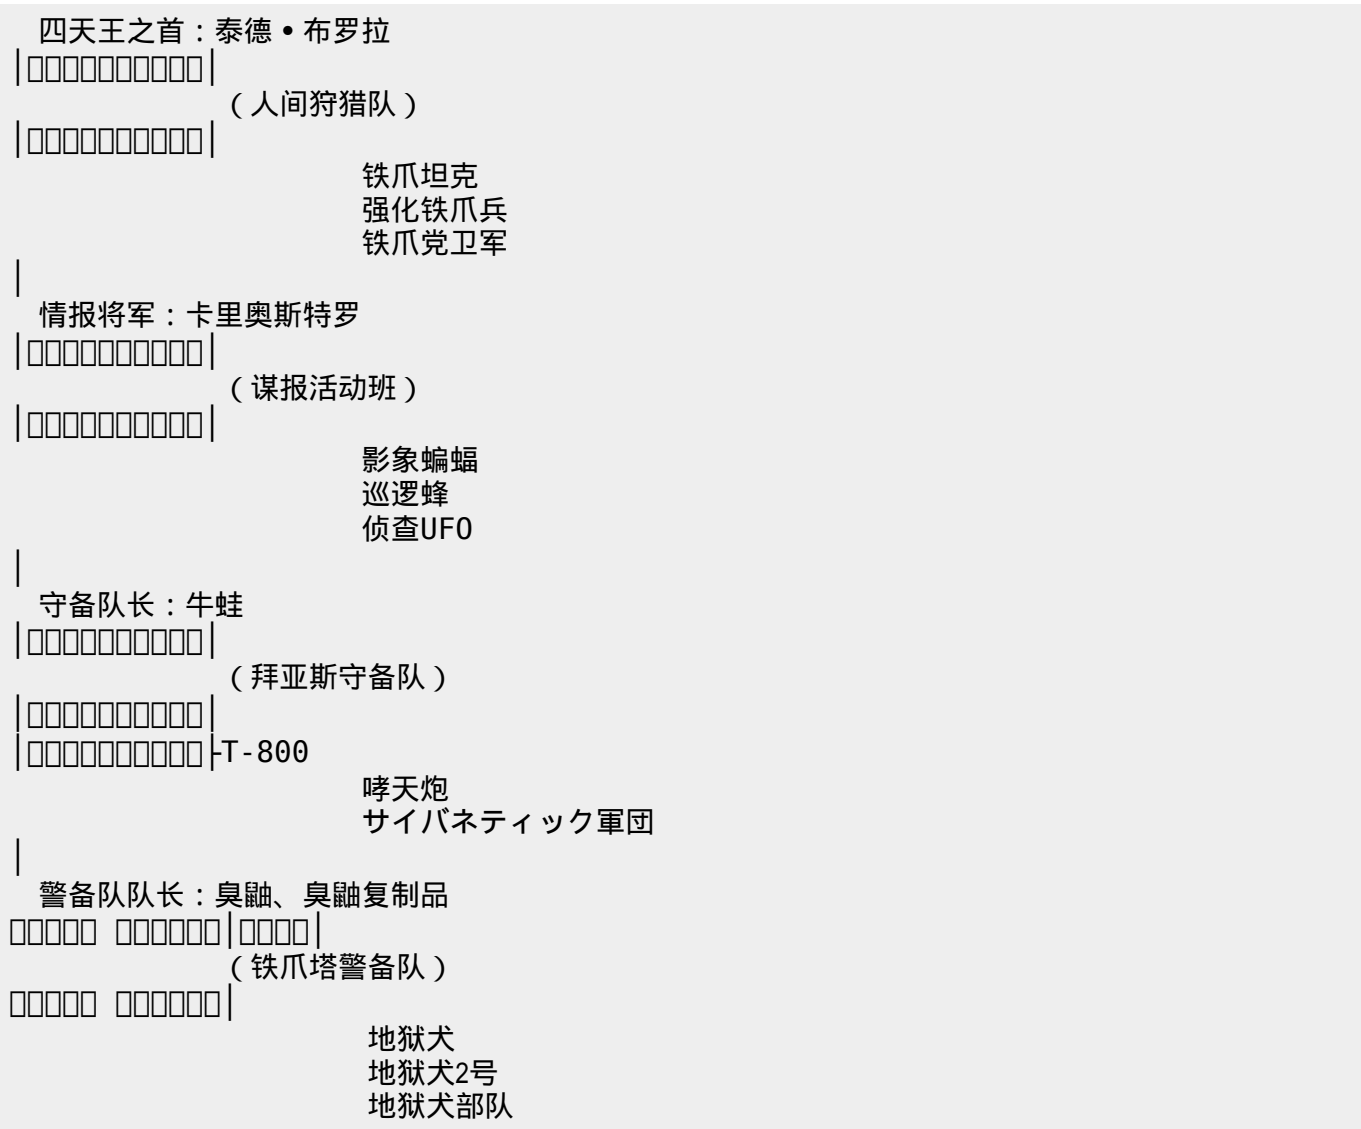 四天王之首：泰德•布罗拉
（人间狩猎队）
铁爪坦克
强化铁爪兵
铁爪党卫军
情报将军：卡里奥斯特罗
（谋报活动班）
影象蝙蝠
巡逻蜂
侦查UFO
守备队长：牛蛙
（拜亚斯守备队）
├T-800
哮天炮
サイバネティック軍団
警备队队长：臭鼬、臭鼬复制品
（铁爪塔警备队）
地狱犬
地狱犬2号
地狱犬部队